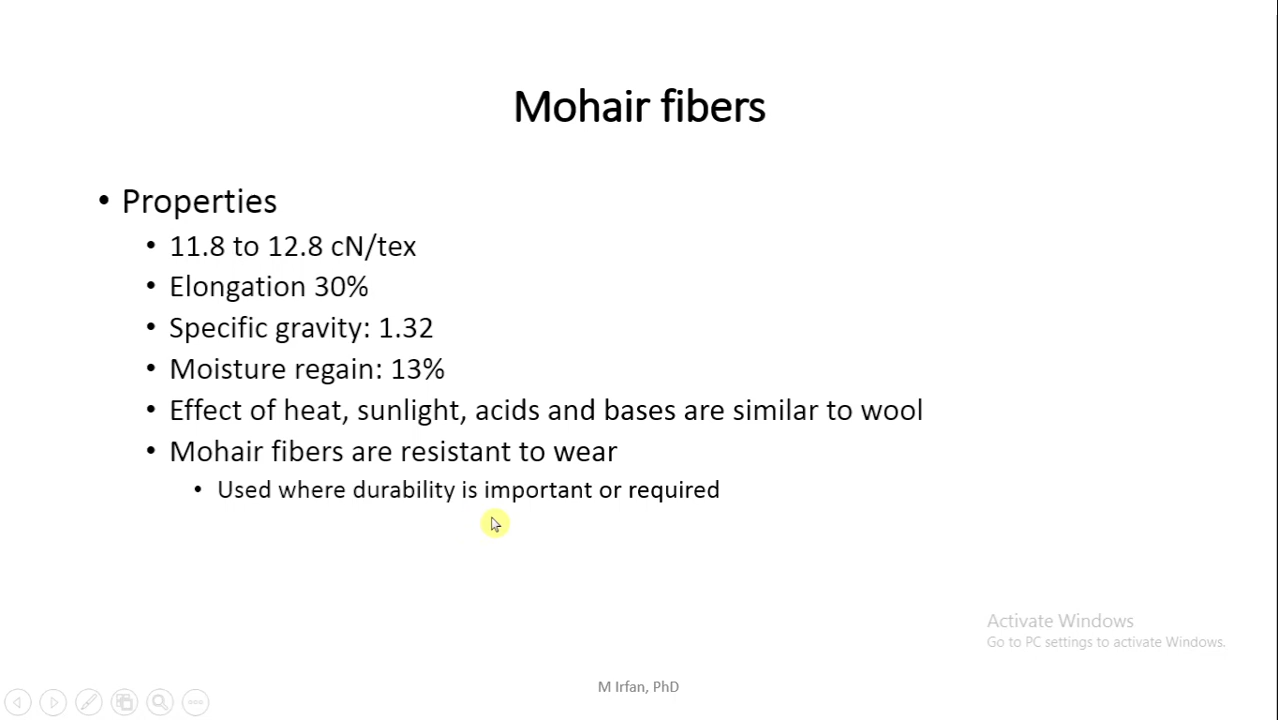 Mohair fibers
• Properties
• 11.8 to 12.8 cN/tex
• Elongation 30%
• Specific gravity: 1.32
• Moisture regain: 13%
• Effect of heat, sunlight, acids and bases are similar to wool
• Mohair fibers are resistant to wear
• Used where durability is important or required
Activate Windows
Go to PC settings to activate Windows.
M Irfan, PhD